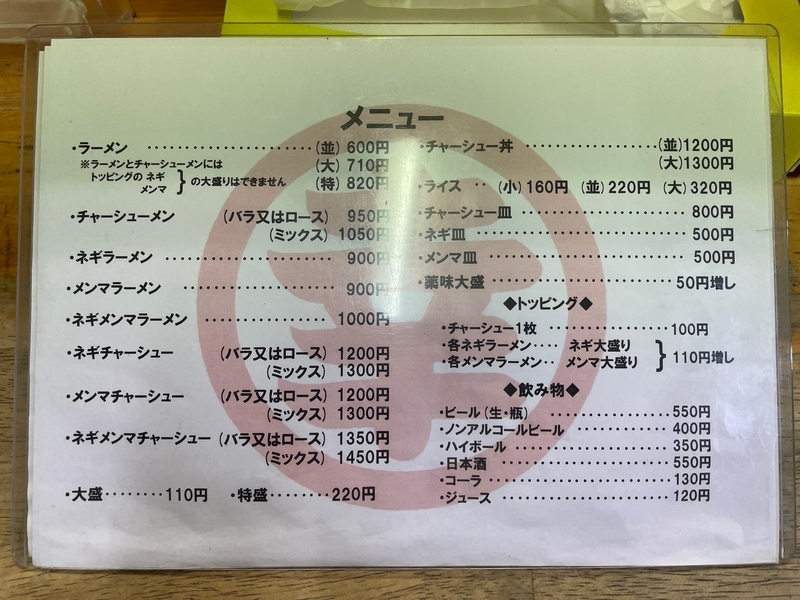 メニュー
・ラーメン ・・・・・・・・・・・・・・・・・・ (並) 600円
※ラーメンとチャーシューメンには (大) 710円
トッピングの ネギ メンマ } の大盛りはできません (特) 820円
・チャーシューメン (バラ又はロース) 950円
(ミックス) 1050円
・ネギラーメン ・・・・・・・・・・・・・・・・・・ 900円
・メンマラーメン ・・・・・・・・・・・・・・・・ 900円
・ネギメンマラーメン ・・・・・・・・・・・・・ 1000円
・ネギチャーシュー (バラ又はロース) 1200円
(ミックス) 1300円
・メンマチャーシュー (バラ又はロース) 1200円
(ミックス) 1300円
・ネギメンマチャーシュー (バラ又はロース) 1350円
(ミックス) 1450円
・大盛・・・・・・・・110円 ・特盛・・・・・・・・220円
・チャーシュー丼 ・・・・・・・・・・・・ (並)1200円
(大)1300円
・ライス ・・ (小)160円 (並)220円 (大)320円
・チャーシュー皿 ・・・・・・・・・・・・・・・・ 800円
・ネギ皿 ・・・・・・・・・・・・・・・・・・・・・・ 500円
・メンマ皿 ・・・・・・・・・・・・・・・・・・・・ 500円
・薬味大盛 ・・・・・・・・・・・・・・・・・・ 50円増し
◆トッピング◆
・チャーシュー1枚 ・・・・・・・・・・・・・・・ 100円
・各ネギラーメン・・・・ ネギ大盛り
・各メンマラーメン・・ メンマ大盛り } 110円増し
◆飲み物◆
・ビール (生・瓶) ・・・・・・・・・・・・・・・ 550円
・ノンアルコールビール ・・・・・・・・・・・・ 400円
・ハイボール ・・・・・・・・・・・・・・・・・・・ 350円
・日本酒 ・・・・・・・・・・・・・・・・・・・・・ 550円
・コーラ ・・・・・・・・・・・・・・・・・・・・・ 130円
・ジュース ・・・・・・・・・・・・・・・・・・・・ 120円